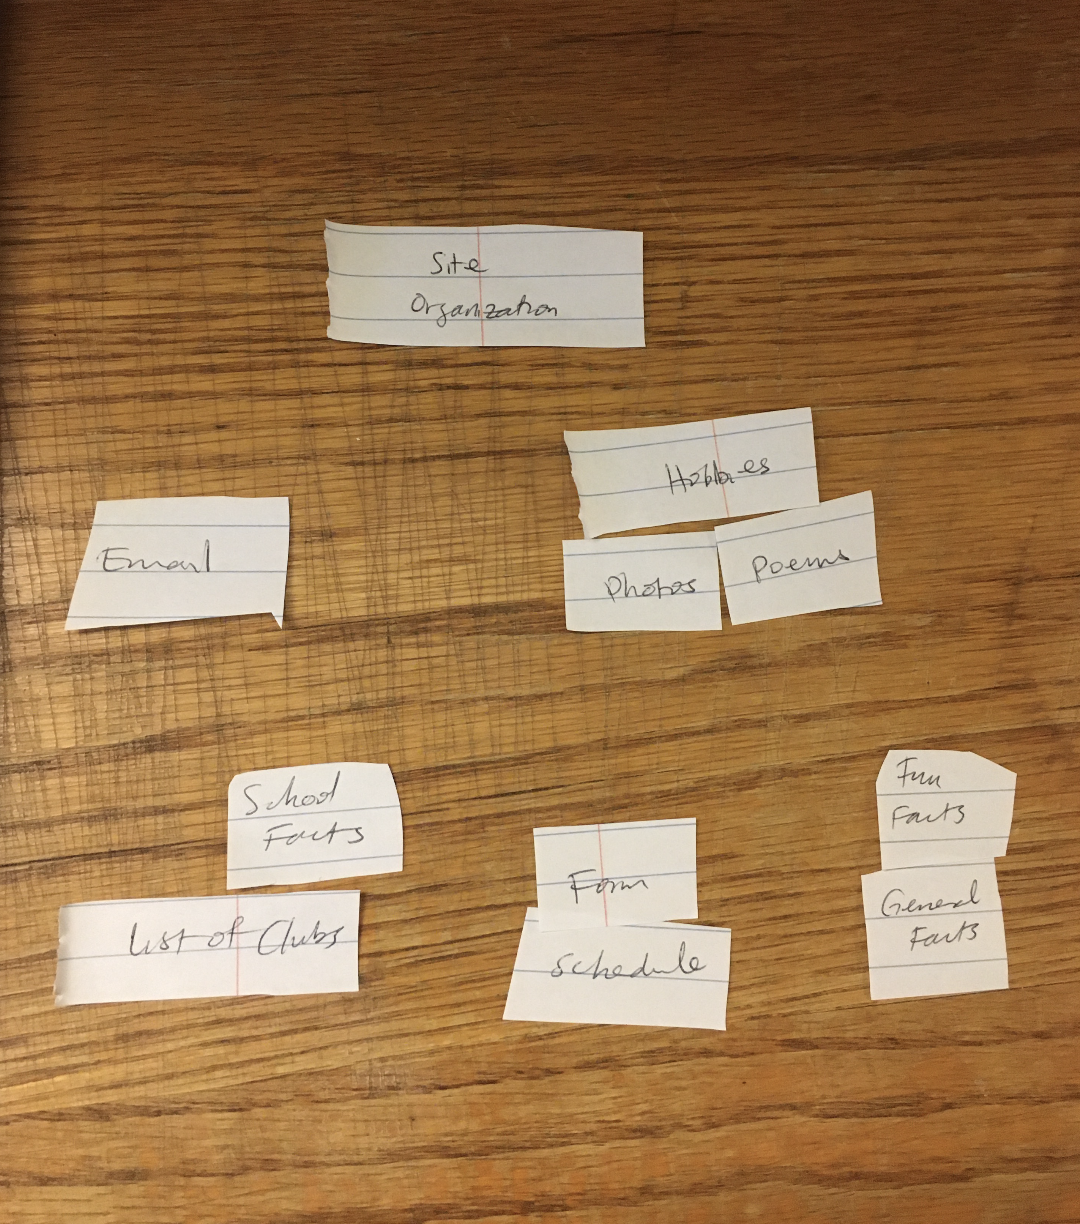 Site
Organization
Hobbies
Email
Photos
Poems
School
Facts
List of Clubs
Form
Schedule
Fun
Facts
General
Facts